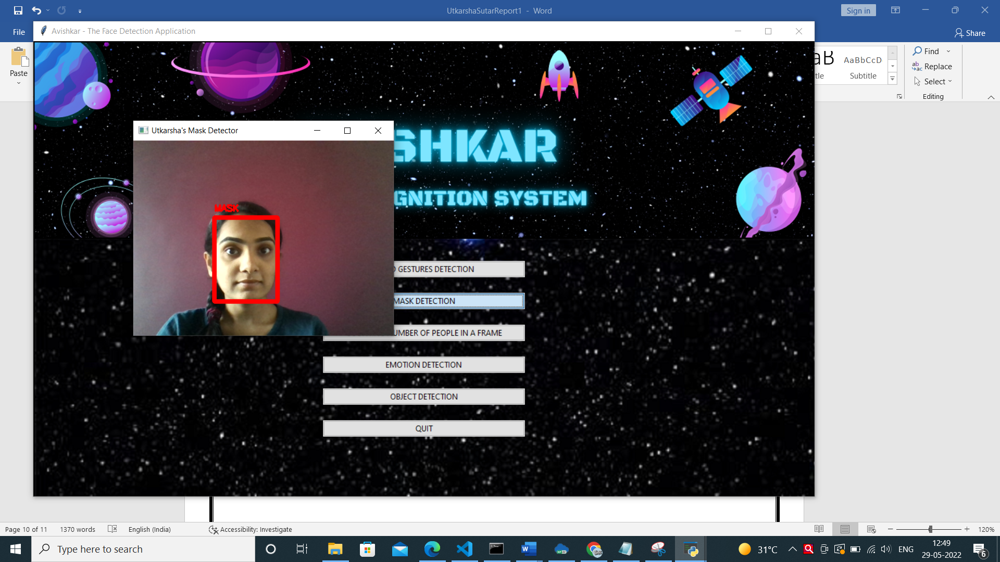 UtkarshaSutarReport1 - Word
Sign in
File
Avishkar - The Face Detection Application
Share
Paste
AaBbCcD
Subtitle
Find
Replace
Select
Editing
Utkarsha's Mask Detector
SHKAR
GNITION SYSTEM
MASK
GESTURES DETECTION
MASK DETECTION
UMBER OF PEOPLE IN A FRAME
EMOTION DETECTION
OBJECT DETECTION
QUIT
Page 10 of 11 1370 words English (India) Accessibility: Investigate 120%
Type here to search
31°C ENG
12:49
29-05-2022
6